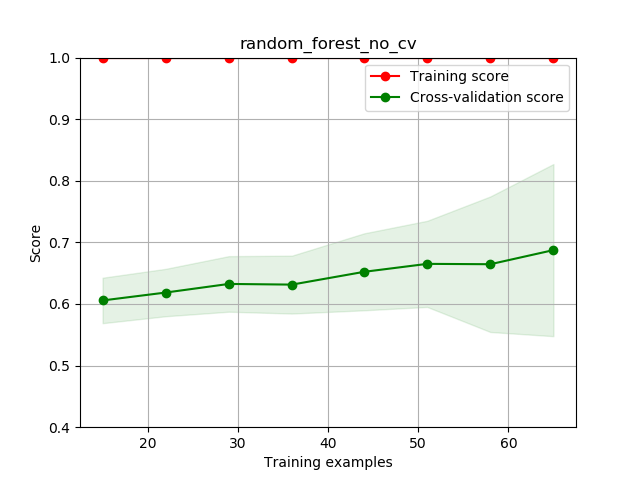 random_forest_no_cv
1.0
Training score
Cross-validation score
0.9
0.8
0.7
0.6
0.5
0.4
Score
20 30 40 50 60
Training examples